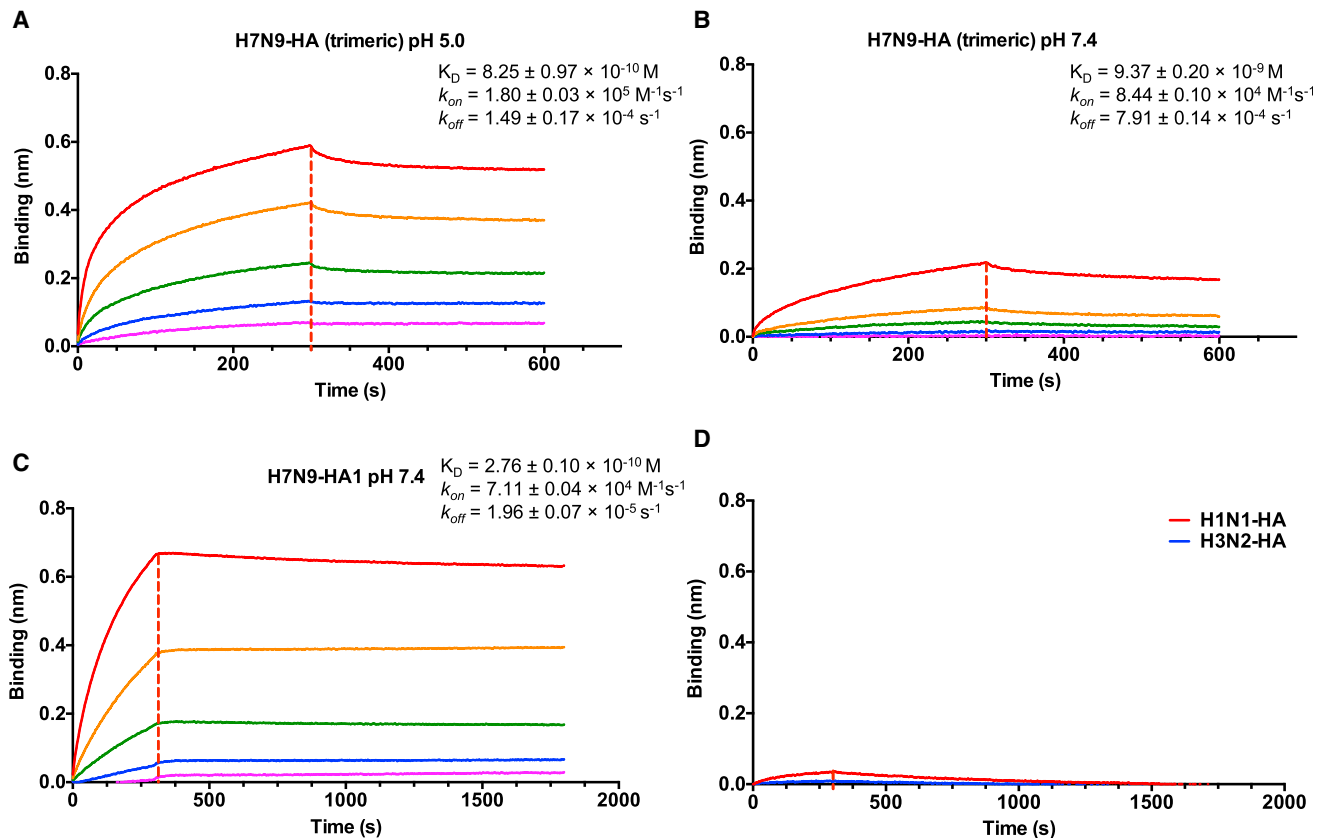 A
H7N9-HA (trimeric) pH 5.0
K_D = 8.25 ± 0.97 × 10⁻¹⁰ M
k_on = 1.80 ± 0.03 × 10⁵ M⁻¹s⁻¹
k_off = 1.49 ± 0.17 × 10⁻⁴ s⁻¹
Binding (nm)
0.8
0.6
0.4
0.2
0.0
0 200 400 600
Time (s)
B
H7N9-HA (trimeric) pH 7.4
K_D = 9.37 ± 0.20 × 10⁻⁹ M
k_on = 8.44 ± 0.10 × 10⁴ M⁻¹s⁻¹
k_off = 7.91 ± 0.14 × 10⁻⁴ s⁻¹
Binding (nm)
0.8
0.6
0.4
0.2
0.0
0 200 400 600
Time (s)
C
H7N9-HA1 pH 7.4
K_D = 2.76 ± 0.10 × 10⁻¹⁰ M
k_on = 7.11 ± 0.04 × 10⁴ M⁻¹s⁻¹
k_off = 1.96 ± 0.07 × 10⁻⁵ s⁻¹
Binding (nm)
0.8
0.6
0.4
0.2
0.0
0 500 1000 1500 2000
Time (s)
D
H1N1-HA
H3N2-HA
Binding (nm)
0.8
0.6
0.4
0.2
0.0
0 500 1000 1500 2000
Time (s)